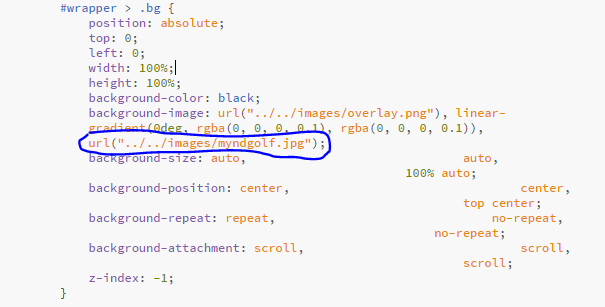 #wrapper > .bg {
position: absolute;
top: 0;
left: 0;
width: 100%;
height: 100%;
background-color: black;
background-image: url("../../images/overlay.png"), linear-
gradient(0deg, rgba(0, 0, 0, 0.1), rgba(0, 0, 0, 0.1)),
url("../../images/myndgolf.jpg");
background-size: auto, auto,
100% auto;
background-position: center, center,
top center;
background-repeat: repeat, no-repeat,
no-repeat;
background-attachment: scroll, scroll,
scroll;
z-index: -1;
}